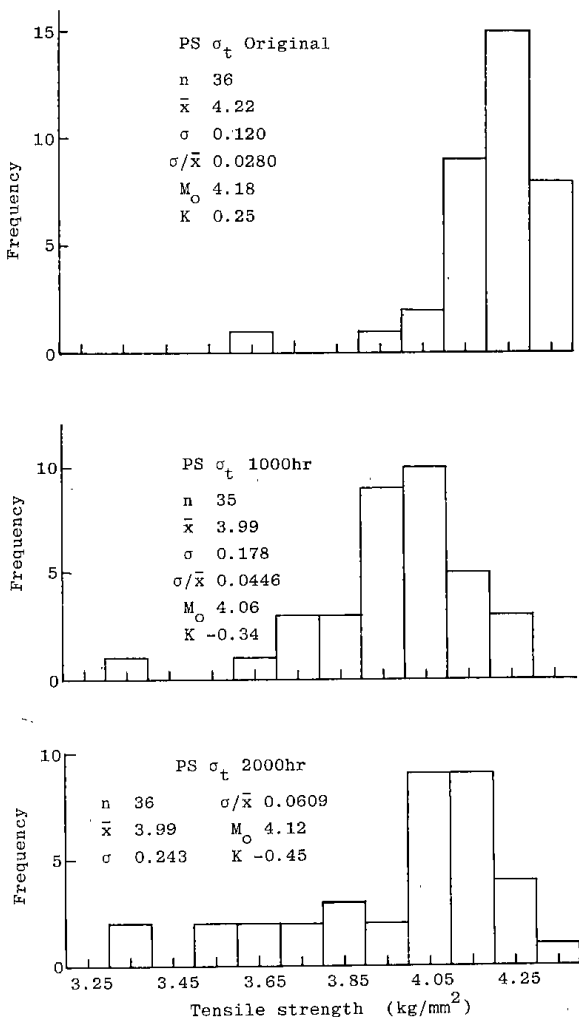 15
10
5
0
Frequency
PS σt Original
n 36
x̄ 4.22
σ 0.120
σ/x̄ 0.0280
Mo 4.18
K 0.25
10
5
0
Frequency
PS σt 1000hr
n 35
x̄ 3.99
σ 0.178
σ/x̄ 0.0446
Mo 4.06
K -0.34
10
5
0
Frequency
PS σt 2000hr
n 36 σ/x̄ 0.0609
x̄ 3.99 Mo 4.12
σ 0.243 K -0.45
3.25 3.45 3.65 3.85 4.05 4.25
Tensile strength (kg/mm²)